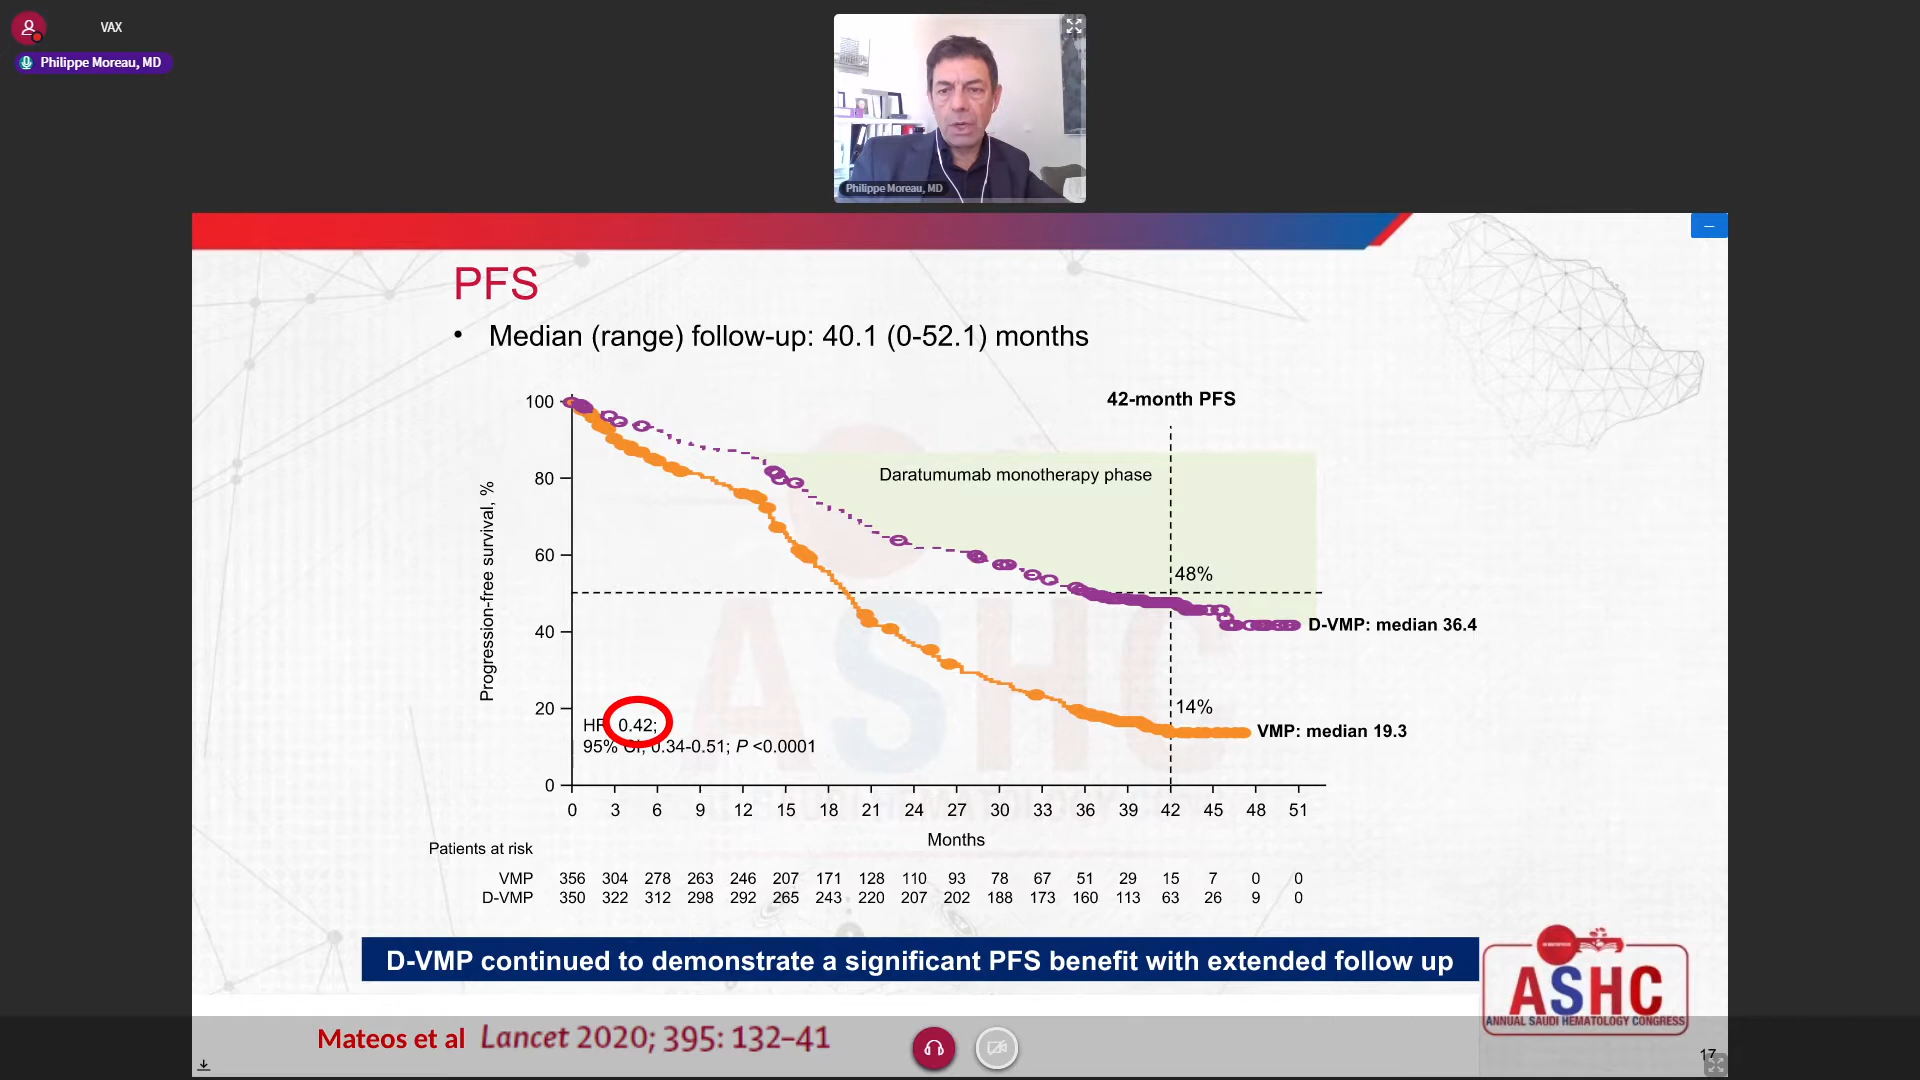 VAX
Philippe Moreau, MD
Philippe Moreau, MD
PFS
• Median (range) follow-up: 40.1 (0-52.1) months
42-month PFS
100
80
60
40
20
0
Progression-free survival, %
Daratumumab monotherapy phase
48%
D-VMP: median 36.4
14%
VMP: median 19.3
HR 0.42;
95% CI, 0.34-0.51; P <0.0001
0 3 6 9 12 15 18 21 24 27 30 33 36 39 42 45 48 51
Months
Patients at risk
VMP 356 304 278 263 246 207 171 128 110 93 78 67 51 29 15 7 0 0
D-VMP 350 322 312 298 292 265 243 220 207 202 188 173 160 113 63 26 9 0
D-VMP continued to demonstrate a significant PFS benefit with extended follow up
ASHC
ANNUAL SAUDI HEMATOLOGY CONGRESS
Mateos et al Lancet 2020; 395: 132–41
17